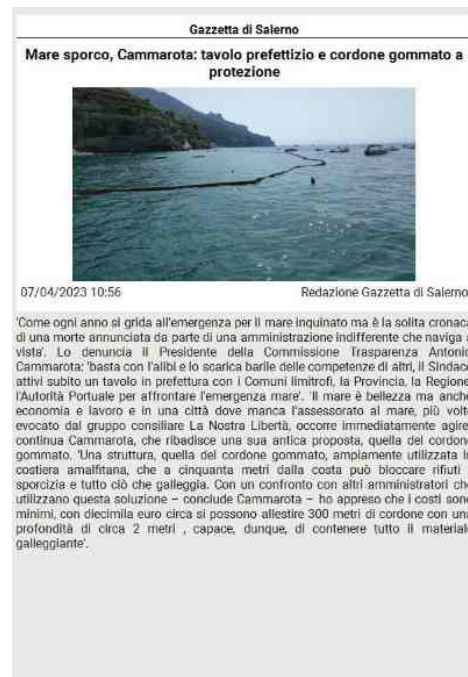 Gazzetta di Salerno
Mare sporco, Cammarota: tavolo prefettizio e cordone gommato a
protezione
07/04/2023 10:56
Redazione Gazzetta di Salerno
'Come ogni anno si grida all'emergenza per il mare inquinato ma è la solita cronaca
di una morte annunciata da parte di una amministrazione indifferente che naviga a
vista'. Lo denuncia il Presidente della Commissione Trasparenza Antonio
Cammarota: 'basta con l'alibi e lo scarica barile delle competenze di altri, il Sindaco
attivi subito un tavolo in prefettura con i Comuni limitrofi, la Provincia, la Regione,
l'Autorità Portuale per affrontare l'emergenza mare'. 'Il mare è bellezza ma anche
economia e lavoro e in una città dove manca l'assessorato al mare, più volte
evocato dal gruppo consiliare La Nostra Libertà, occorre immediatamente agire',
continua Cammarota, che ribadisce una sua antica proposta, quella del cordone
gommato. 'Una struttura, quella del cordone gommato, ampiamente utilizzata in
costiera amalfitana, che a cinquanta metri dalla costa può bloccare rifiuti
sporcizia e tutto ciò che galleggia. Con un confronto con altri amministratori che
utilizzano questa soluzione – conclude Cammarota – ho appreso che i costi sono
minimi, con diecimila euro circa si possono allestire 300 metri di cordone con una
profondità di circa 2 metri , capace, dunque, di contenere tutto il materiale
galleggiante'.